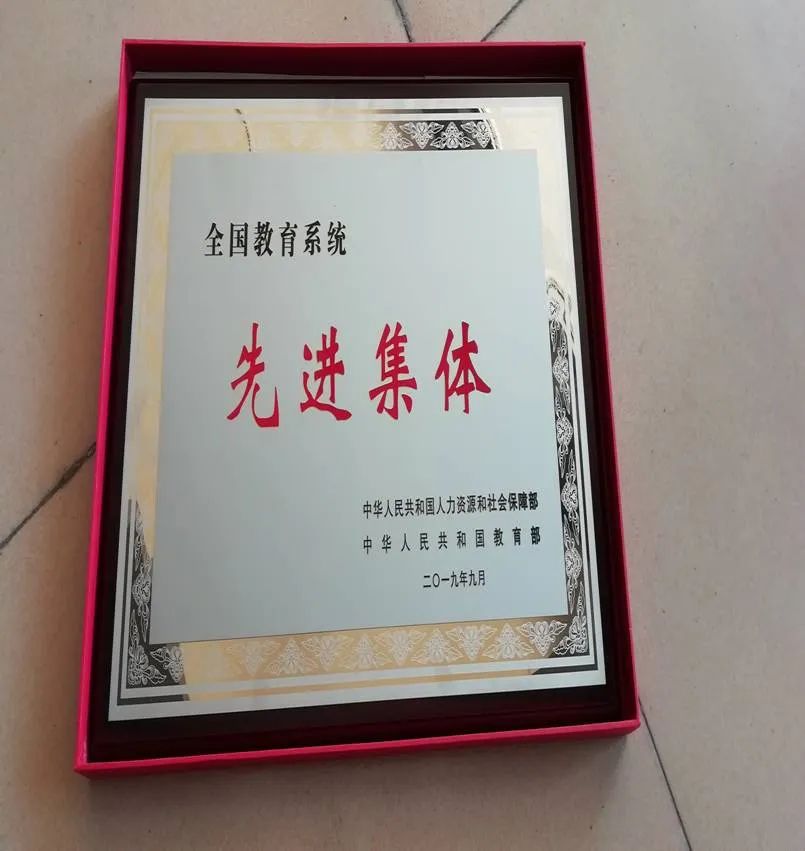 全国教育系统
先进集体
中华人民共和国人力资源和社会保障部
中华人民共和国教育部
二〇一九年九月